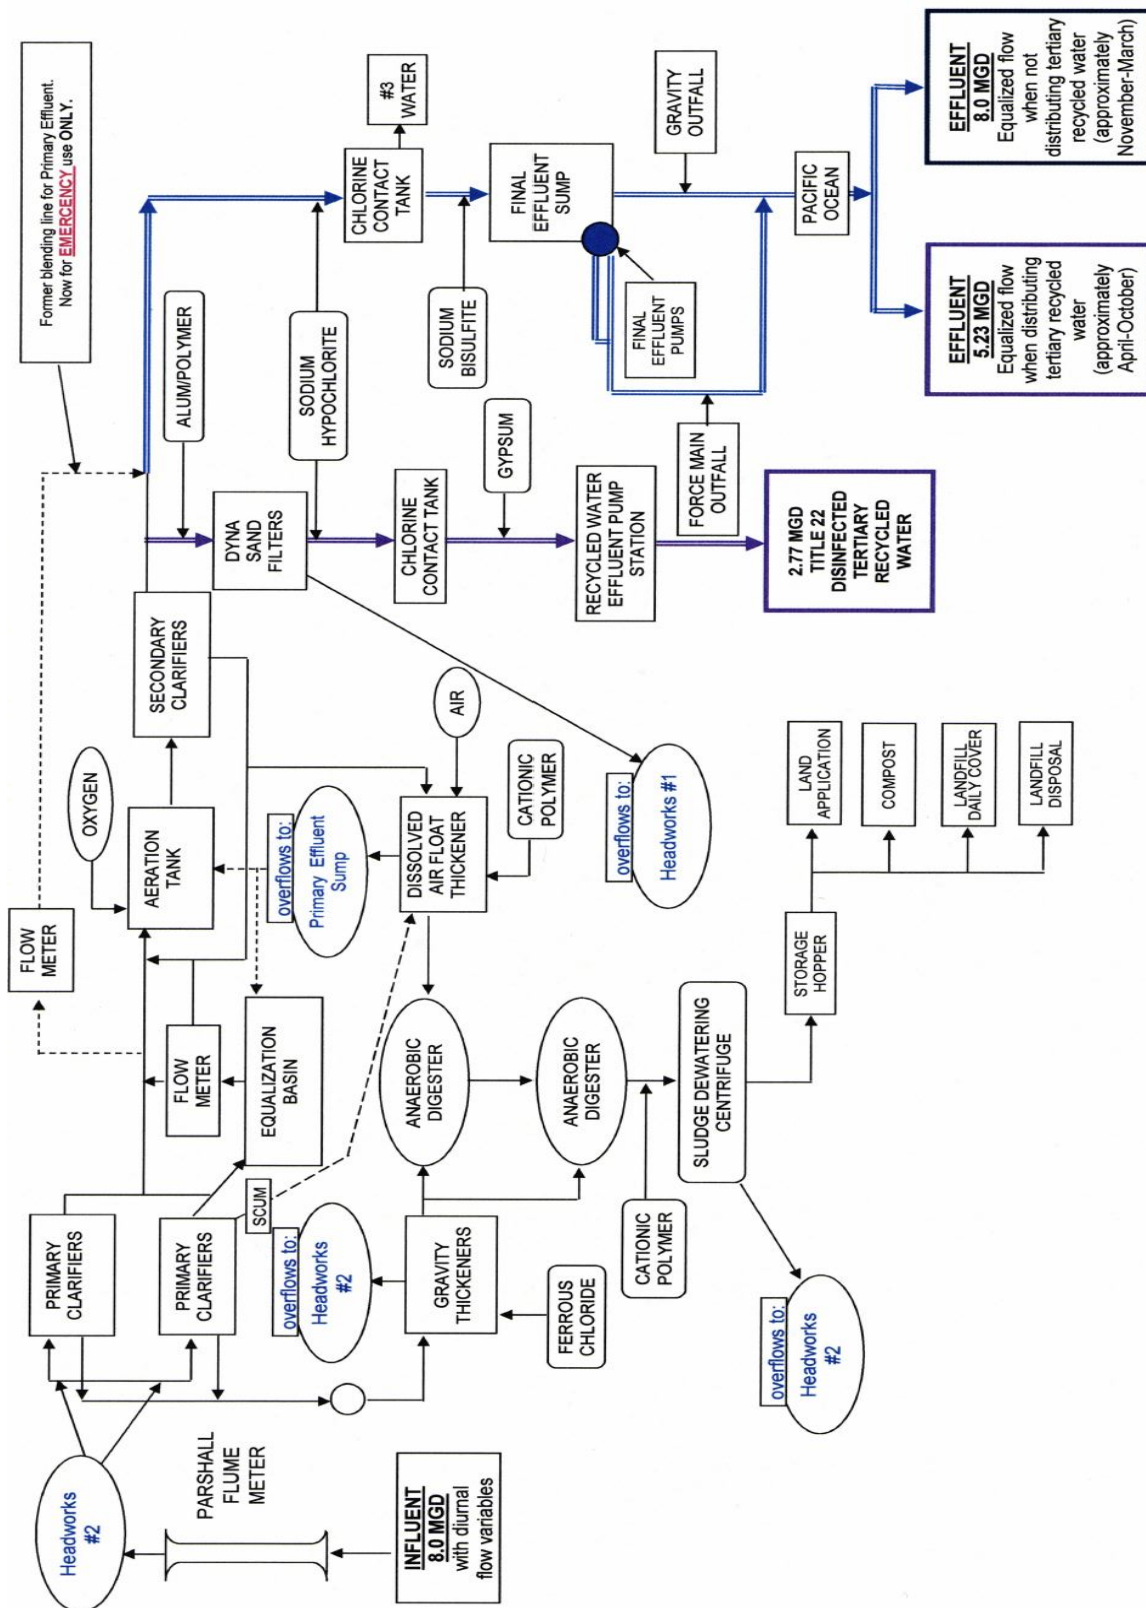 Former blending line for Primary Effluent.
Now for EMERCENCY use ONLY.
FLOW
METER
OXYGEN
ALUM/POLYMER
#3
WATER
Headworks
#2
PRIMARY
CLARIFIERS
AERATION
TANK
SECONDARY
CLARIFIERS
DYNA
SAND
FILTERS
SODIUM
HYPOCHLORITE
CHLORINE
CONTACT
TANK
PARSHALL
FLUME
METER
PRIMARY
CLARIFIERS
FLOW
METER
SCUM
EQUALIZATION
BASIN
overflows to:
Primary Effluent
Sump
AIR
CHLORINE
CONTACT TANK
SODIUM
BISULFITE
FINAL
EFFLUENT
SUMP
overflows to:
Headworks
#2
DISSOLVED
AIR FLOAT
THICKENER
CATIONIC
POLYMER
GYPSUM
FINAL
EFFLUENT
PUMPS
GRAVITY
OUTFALL
INFLUENT
8.0 MGD
with diurnal
flow variables
GRAVITY
THICKENERS
ANAEROBIC
DIGESTER
RECYCLED WATER
EFFLUENT PUMP
STATION
FORCE MAIN
OUTFALL
FERROUS
CHLORIDE
ANAEROBIC
DIGESTER
overflows to:
Headworks #1
PACIFIC
OCEAN
CATIONIC
POLYMER
SLUDGE DEWATERING
CENTRIFUGE
2.77 MGD
TITLE 22
DISINFECTED
TERTIARY
RECYCLED
WATER
overflows to:
Headworks
#2
STORAGE
HOPPER
LAND
APPLICATION
COMPOST
LANDFILL
DAILY COVER
LANDFILL
DISPOSAL
EFFLUENT
5.23 MGD
Equalized flow
when distributing
tertiary recycled
water
(approximately
April-October)
EFFLUENT
8.0 MGD
Equalized flow
when not
distributing tertiary
recycled water
(approximately
November-March)